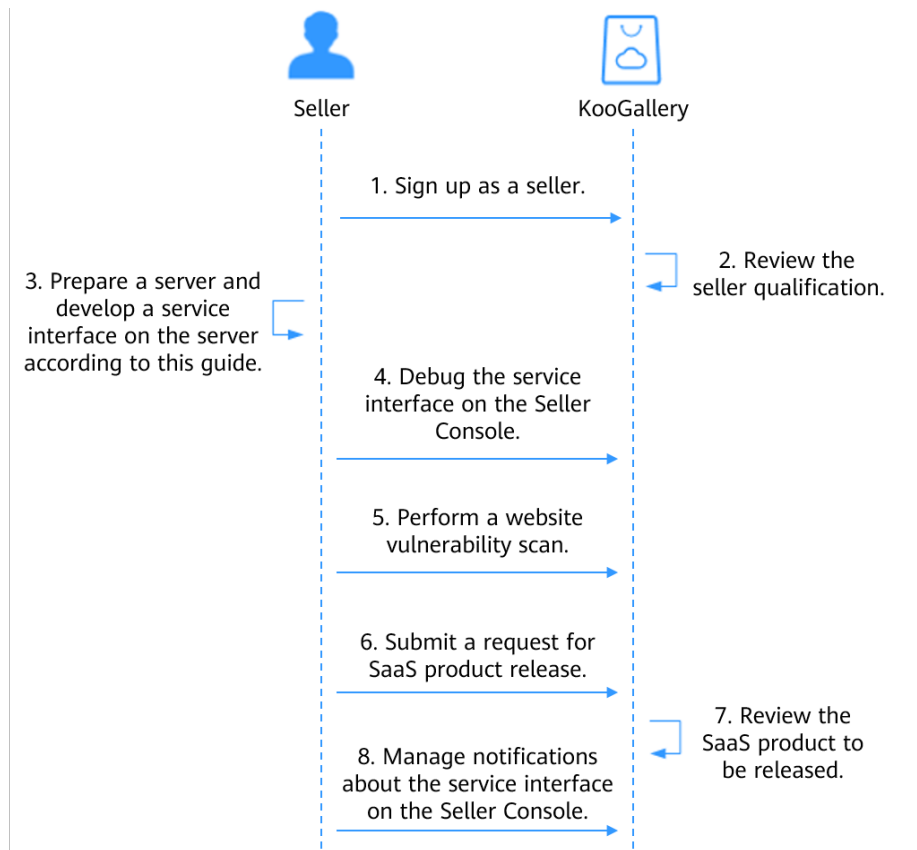 Seller
KooGallery
1. Sign up as a seller.
2. Review the
seller qualification.
3. Prepare a server and
develop a service
interface on the server
according to this guide.
4. Debug the service
interface on the Seller
Console.
5. Perform a website
vulnerability scan.
6. Submit a request for
SaaS product release.
7. Review the
SaaS product to
be released.
8. Manage notifications
about the service interface
on the Seller Console.